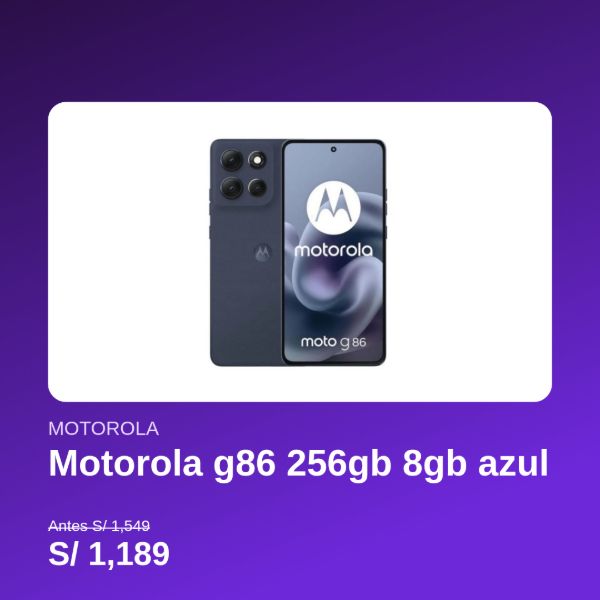 motorola
moto g86
MOTOROLA
Motorola g86 256gb 8gb azul
Antes S/ 1,549
S/ 1,189